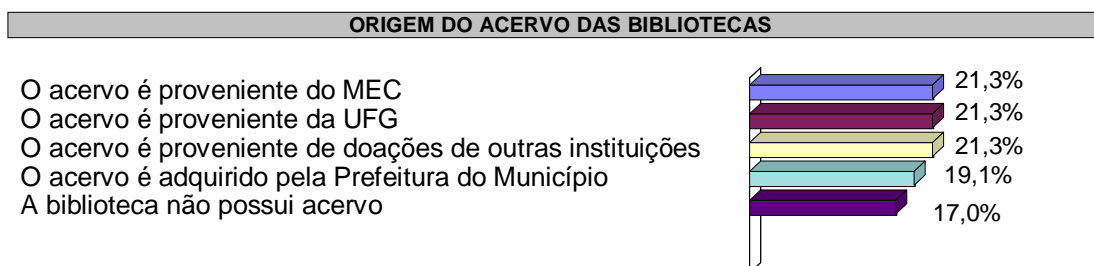 ORIGEM DO ACERVO DAS BIBLIOTECAS
O acervo é proveniente do MEC 21,3%
O acervo é proveniente da UFG 21,3%
O acervo é proveniente de doações de outras instituições 21,3%
O acervo é adquirido pela Prefeitura do Município 19,1%
A biblioteca não possui acervo 17,0%